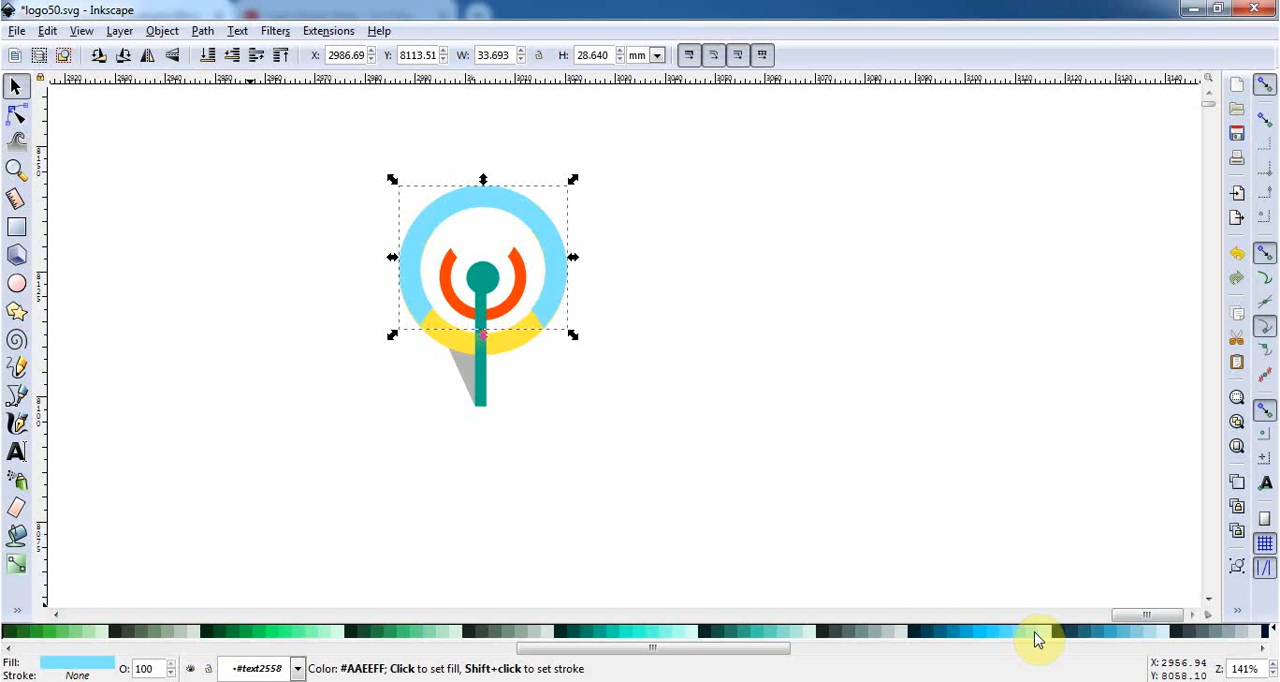 *logo50.svg - Inkscape
File Edit View Layer Object Path Filters Text Extensions Help
X: 2986.69 Y: 8113.51 W: 33.693 H: 28.640 mm
Fill:
Stroke: None
O: 100
-#text2558
Color: #AAEEFF; Click to set fill, Shift+click to set stroke
X: 2956.94
Y: 8058.10
Z: 141%